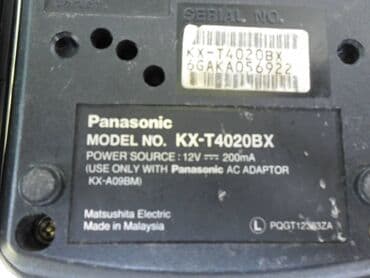 SERIAL NO.
KX-T4020BX
6GAKA056922
Panasonic
MODEL NO. KX-T4020BX
POWER SOURCE : 12V ⎓ 200mA
(USE ONLY WITH Panasonic AC ADAPTOR
KX-A09BM)
Matsushita Electric
Made in Malaysia
L PQGT12363ZA